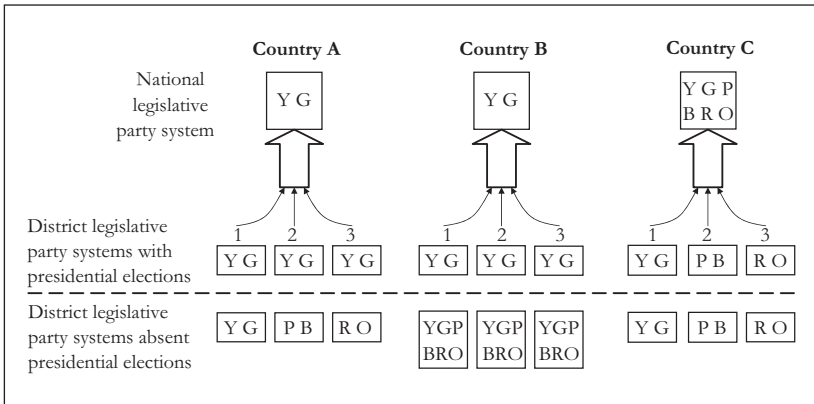 Country A Country B Country C
National
legislative
party system
Y G Y G Y G P
B R O
District legislative
party systems with
presidential elections
1 2 3 1 2 3 1 2 3
Y G Y G Y G Y G Y G Y G Y G P B R O
District legislative
party systems absent
presidential elections
Y G P B R O YGP YGP YGP Y G P B R O
BRO BRO BRO